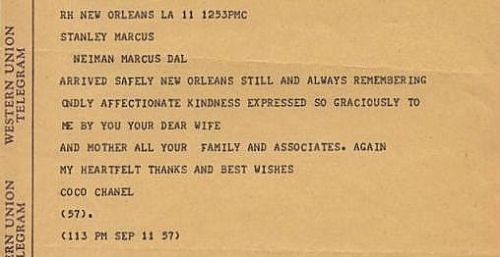 RH NEW ORLEANS LA 11 1253PMC
STANLEY MARCUS
NEIMAN MARCUS DAL
ARRIVED SAFELY NEW ORLEANS STILL AND ALWAYS REMEMBERING
QNDLY AFFECTIONATE KINDNESS EXPRESSED SO GRACIOUSLY TO
ME BY YOU YOUR DEAR WIFE
AND MOTHER ALL YOUR FAMILY AND ASSOCIATES. AGAIN
MY HEARTFELT THANKS AND BEST WISHES
COCO CHANEL
(57).
(113 PM SEP 11 57)
WESTERN UNION
TELEGRAM
ERN UNION
LEGRAM